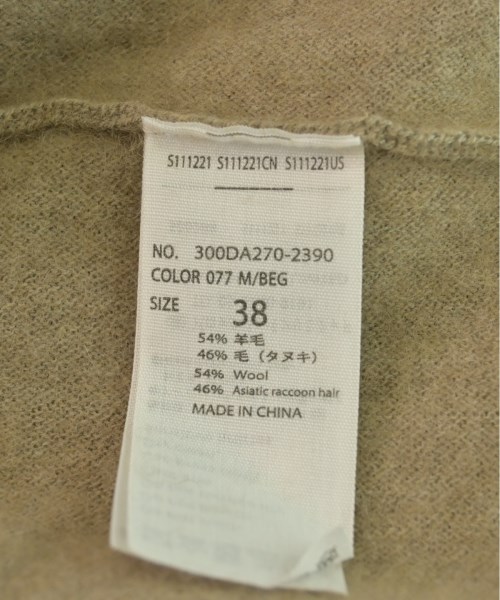 S111221 S111221CN S111221US
NO. 300DA270-2390
COLOR 077 M/BEG
SIZE 38
54% 羊毛
46% 毛（タヌキ）
54% Wool
46% Asiatic raccoon hair
MADE IN CHINA